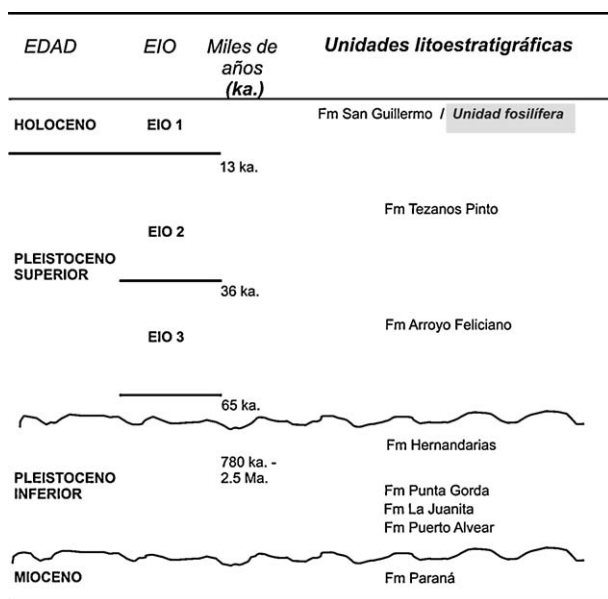 EDAD EIO Miles de años (ka.) Unidades litoestratigráficas
HOLOCENO EIO 1 Fm San Guillermo / Unidad fosilífera
13 ka.
Fm Tezanos Pinto
EIO 2
PLEISTOCENO SUPERIOR
36 ka.
Fm Arroyo Feliciano
EIO 3
65 ka.
Fm Hernandarias
780 ka. - 2.5 Ma.
PLEISTOCENO INFERIOR
Fm Punta Gorda
Fm La Juanita
Fm Puerto Alvear
MIOCENO Fm Paraná